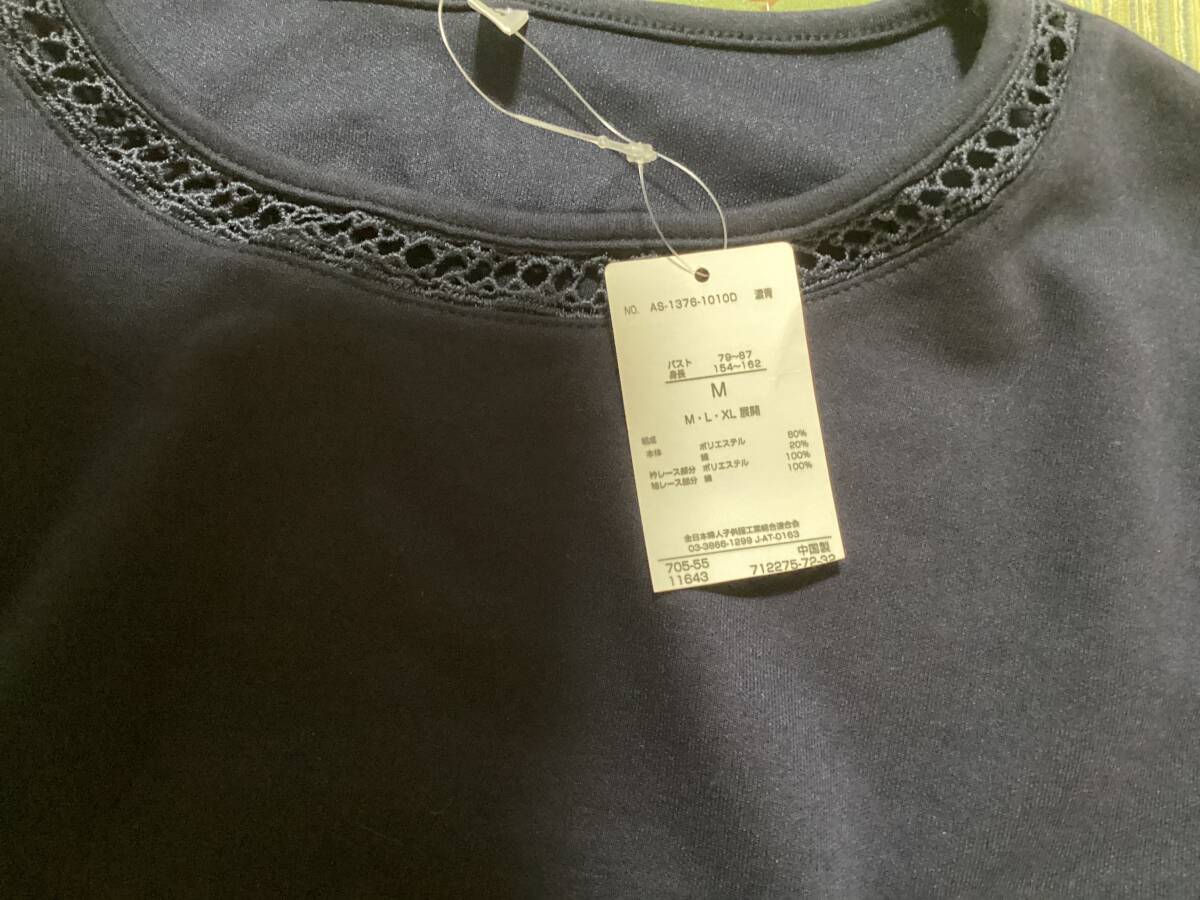 NO. AS-1376-1010D 濃青
バスト 79~87
身長 154~162
M
M・L・XL 展開
組成
本体 ポリエステル 80%
綿 20%
衿レース部分 ポリエステル 100%
袖レース部分 綿 100%
全日本婦人子供服工業組合連合会
03-3866-1299 J-AT-0163
中国製
705-55 712275-72-32
11643